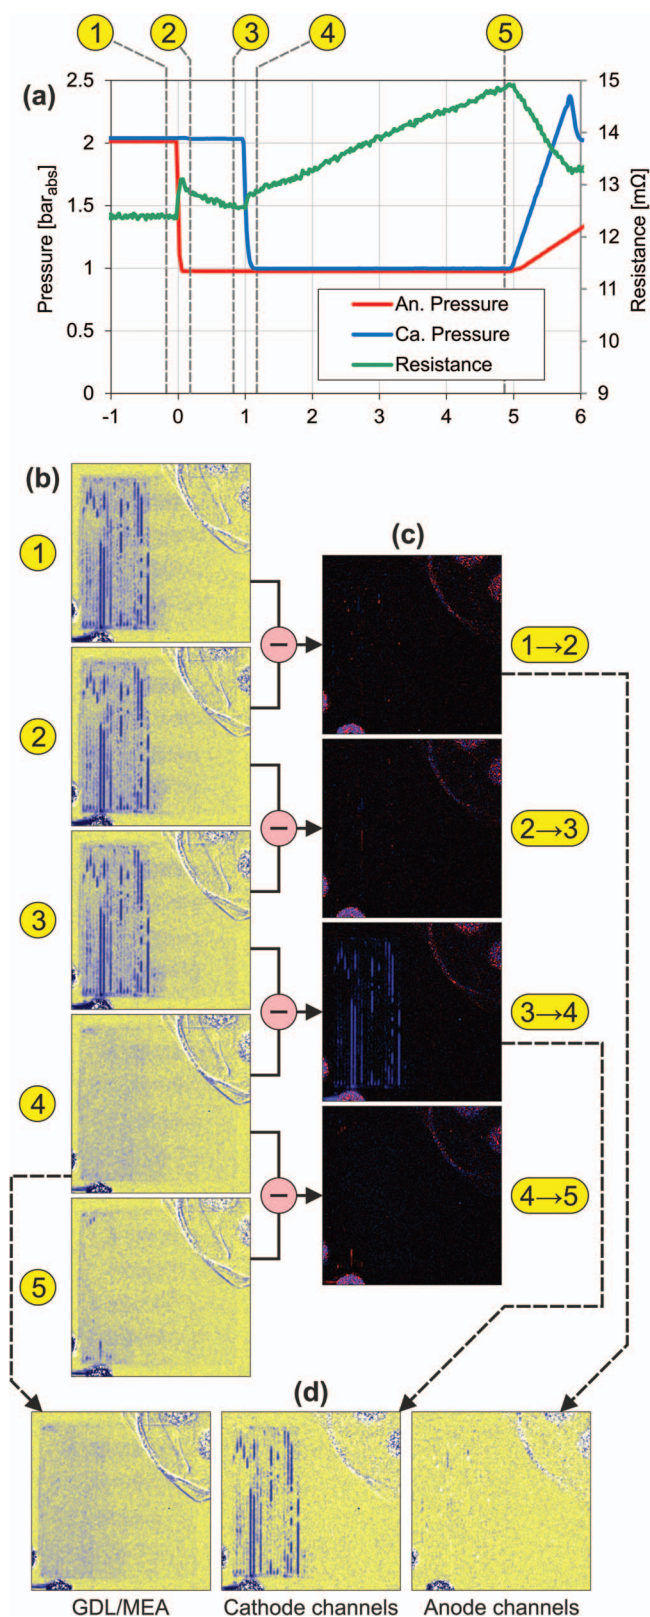 1 2 3 4 5
(a)
2.5 15
2 14
13
1.5
12
1 11
0.5 10
0 9
Pressure [bar_abs]
Resistance [mΩ]
An. Pressure
Ca. Pressure
Resistance
-1 0 1 2 3 4 5 6
(b)
1
(c)
− 1→2
2
− 2→3
3
− 3→4
4
− 4→5
5
(d)
GDL/MEA Cathode channels Anode channels